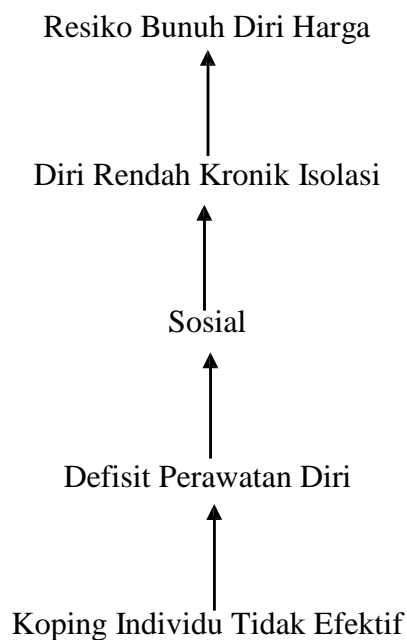 Resiko Bunuh Diri Harga
Diri Rendah Kronik Isolasi
Sosial
Defisit Perawatan Diri
Koping Individu Tidak Efektif